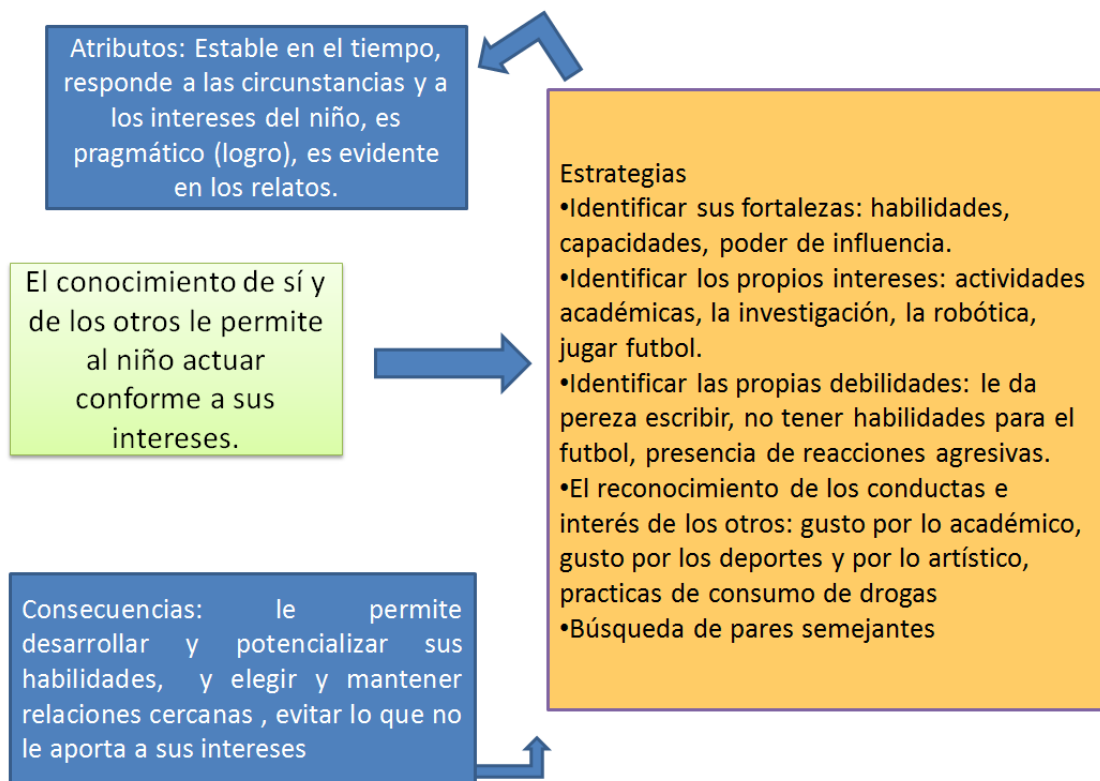 Atributos: Estable en el tiempo,
responde a las circunstancias y a
los intereses del niño, es
pragmático (logro), es evidente
en los relatos.
El conocimiento de sí y
de los otros le permite
al niño actuar
conforme a sus
intereses.
Estrategias
•Identificar sus fortalezas: habilidades,
capacidades, poder de influencia.
•Identificar los propios intereses: actividades
académicas, la investigación, la robótica,
jugar futbol.
•Identificar las propias debilidades: le da
pereza escribir, no tener habilidades para el
futbol, presencia de reacciones agresivas.
•El reconocimiento de los conductas e
interés de los otros: gusto por lo académico,
gusto por los deportes y por lo artístico,
practicas de consumo de drogas
•Búsqueda de pares semejantes
Consecuencias: le permite
desarrollar y potencializar sus
habilidades, y elegir y mantener
relaciones cercanas , evitar lo que no
le aporta a sus intereses